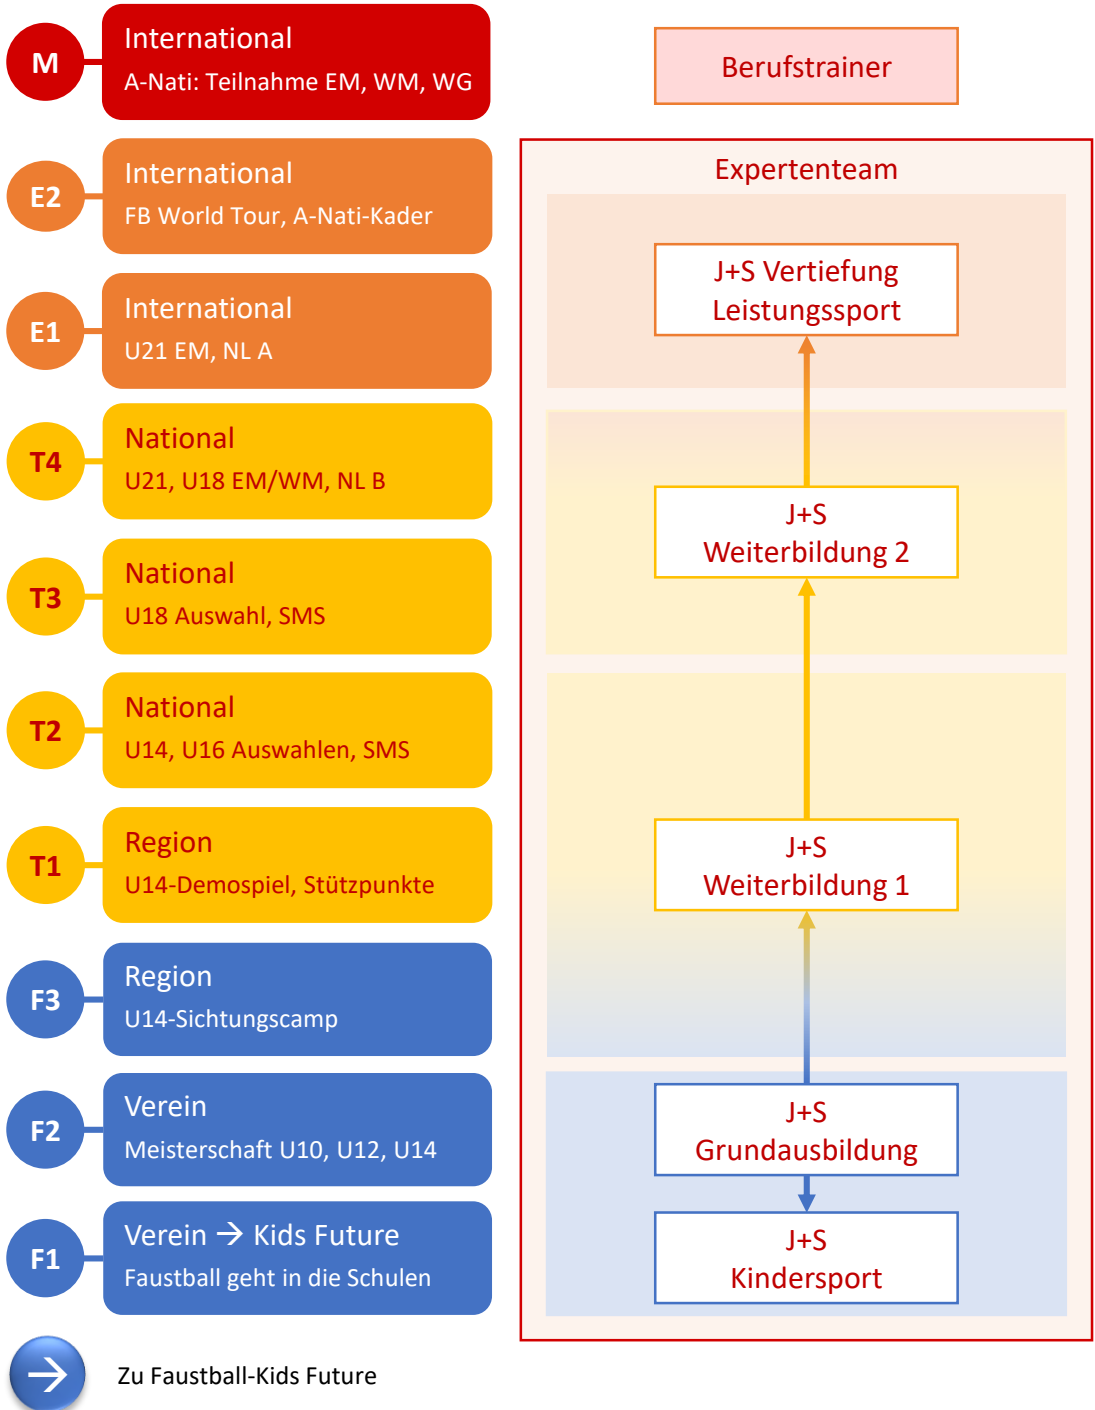 M
International
A-Nati: Teilnahme EM, WM, WG
E2
International
FB World Tour, A-Nati-Kader
E1
International
U21 EM, NL A
T4
National
U21, U18 EM/WM, NL B
T3
National
U18 Auswahl, SMS
T2
National
U14, U16 Auswahlen, SMS
T1
Region
U14-Demospiel, Stützpunkte
F3
Region
U14-Sichtungscamp
F2
Verein
Meisterschaft U10, U12, U14
F1
Verein → Kids Future
Faustball geht in die Schulen
→
Zu Faustball-Kids Future
Berufstrainer
Expertenteam
J+S Vertiefung
Leistungssport
J+S
Weiterbildung 2
J+S
Weiterbildung 1
J+S
Grundausbildung
J+S
Kindersport